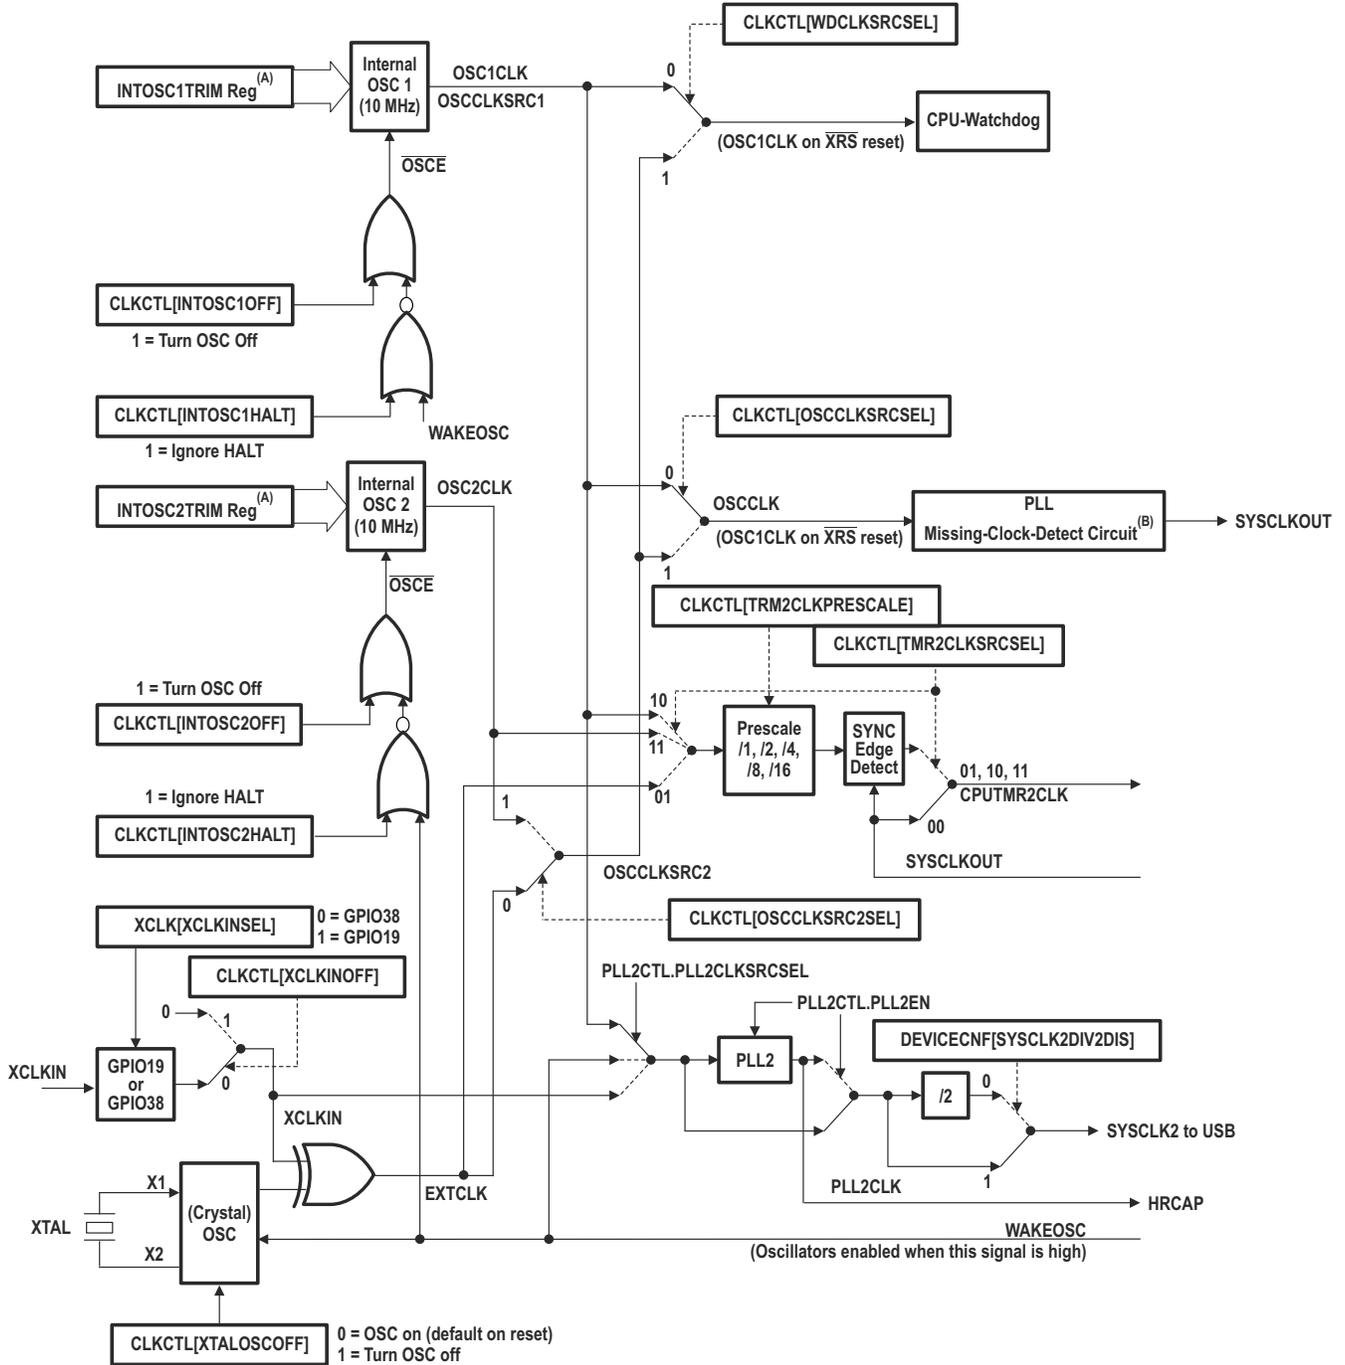 CLKCTL[WDCLKSRCSEL]
Internal
OSC 1
(10 MHz)
INTOSC1TRIM Reg(A)
OSC1CLK
OSCCLKSRC1
0
CPU-Watchdog
(OSC1CLK on XRS reset)
1
OSCE
CLKCTL[INTOSC1OFF]
1 = Turn OSC Off
CLKCTL[INTOSC1HALT]
1 = Ignore HALT
WAKEOSC
CLKCTL[OSCCLKSRCSEL]
0
Internal
OSC 2
(10 MHz)
INTOSC2TRIM Reg(A)
OSC2CLK
OSCCLK
(OSC1CLK on XRS reset)
1
PLL
Missing-Clock-Detect Circuit(B)
SYSCLKOUT
OSCE
CLKCTL[TRM2CLKPRESCALE]
CLKCTL[TMR2CLKSRCSEL]
1 = Turn OSC Off
CLKCTL[INTOSC2OFF]
10
11
01
Prescale
/1, /2, /4,
/8, /16
SYNC
Edge
Detect
01, 10, 11
CPUTMR2CLK
00
SYSCLKOUT
1 = Ignore HALT
CLKCTL[INTOSC2HALT]
1
0
OSCCLKSRC2
CLKCTL[OSCCLKSRC2SEL]
XCLK[XCLKINSEL]
0 = GPIO38
1 = GPIO19
CLKCTL[XCLKINOFF]
0
1
0
XCLKIN
GPIO19
or
GPIO38
XCLKIN
PLL2CTL.PLL2CLKSRCSEL
PLL2CTL.PLL2EN
DEVICECNF[SYSCLK2DIV2DIS]
PLL2
/2
0
1
SYSCLK2 to USB
PLL2CLK
HRCAP
EXTCLK
X1
XTAL
X2
(Crystal)
OSC
WAKEOSC
(Oscillators enabled when this signal is high)
CLKCTL[XTALOSCOFF]
0 = OSC on (default on reset)
1 = Turn OSC off